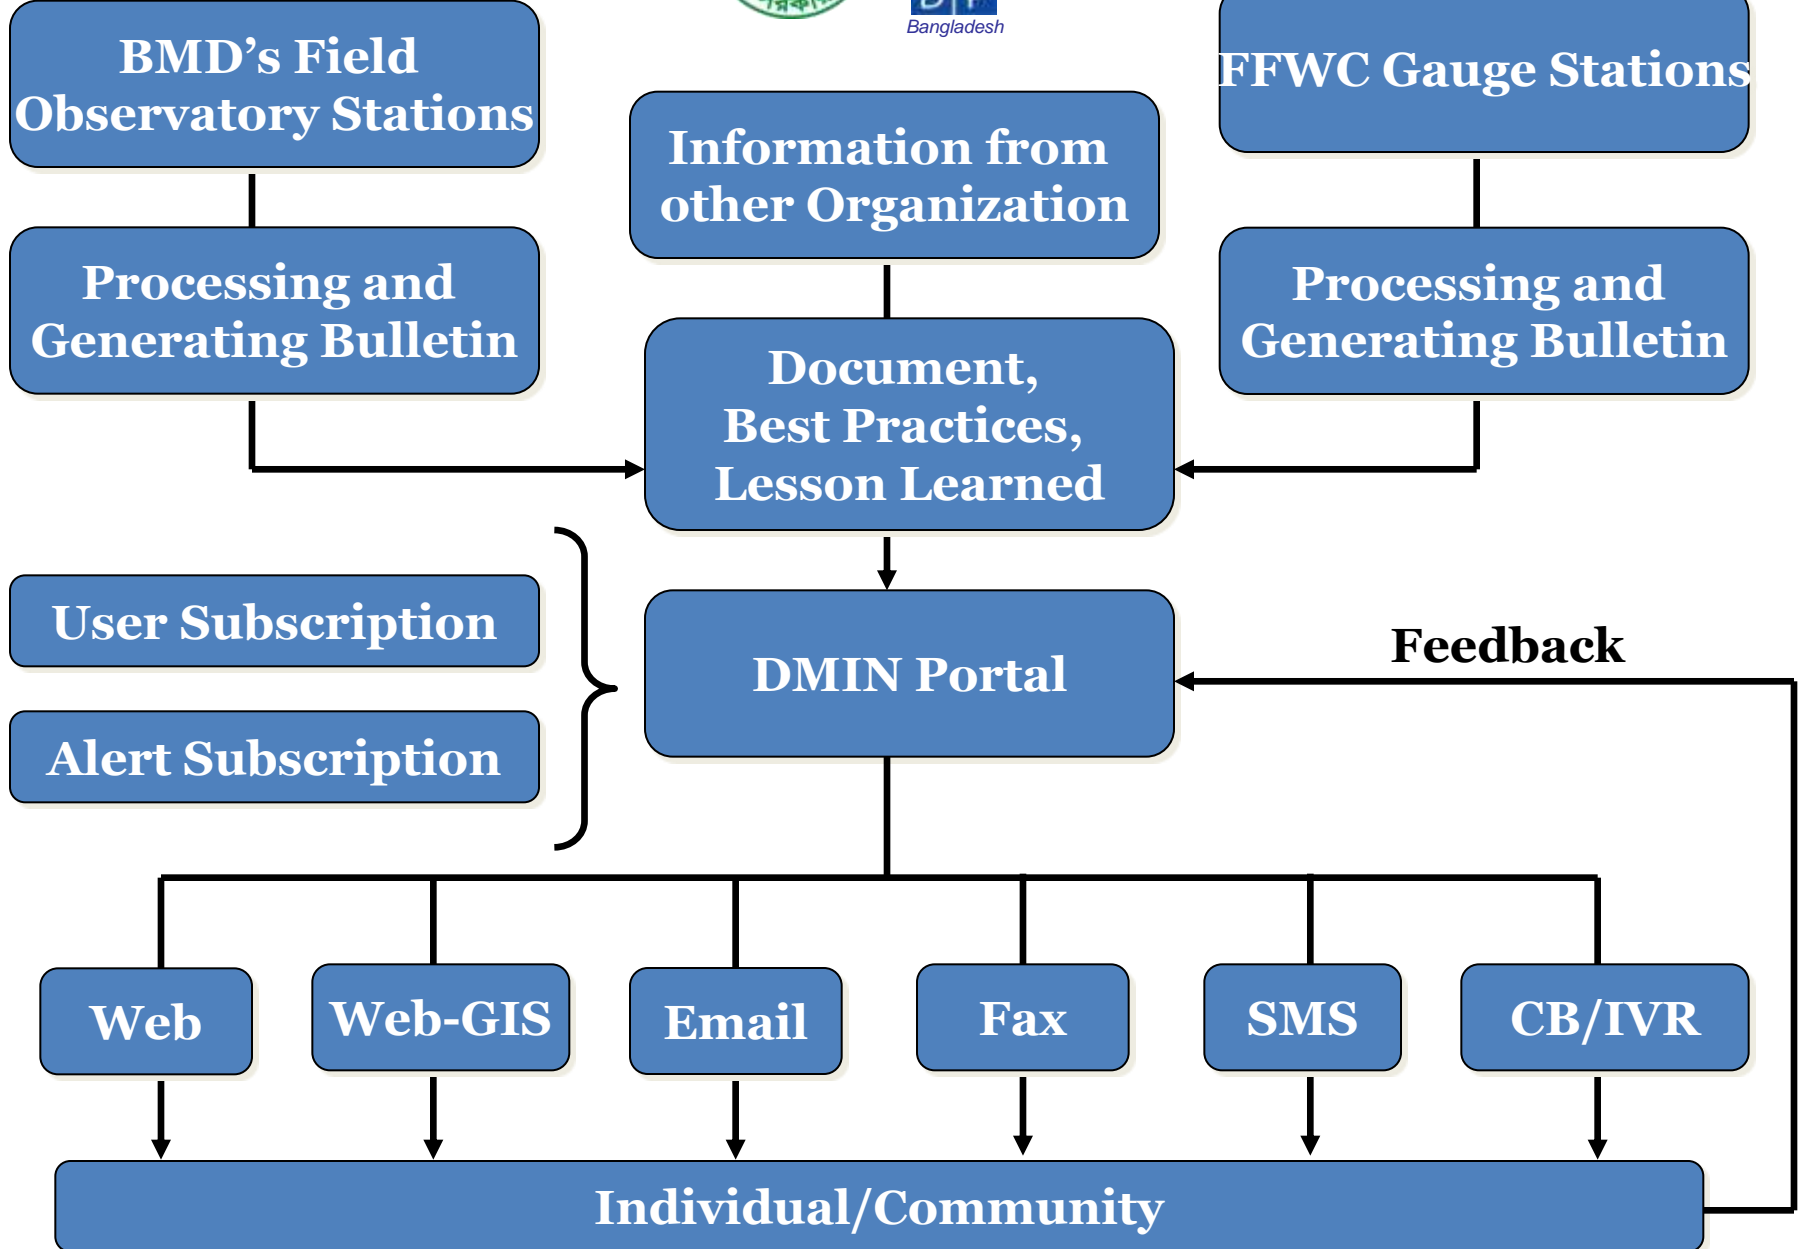 Bangladesh
BMD's Field
Observatory Stations
FFWC Gauge Stations
Information from
other Organization
Processing and
Generating Bulletin
Processing and
Generating Bulletin
Document,
Best Practices,
Lesson Learned
User Subscription
Alert Subscription
DMIN Portal
Feedback
Web
Web-GIS
Email
Fax
SMS
CB/IVR
Individual/Community